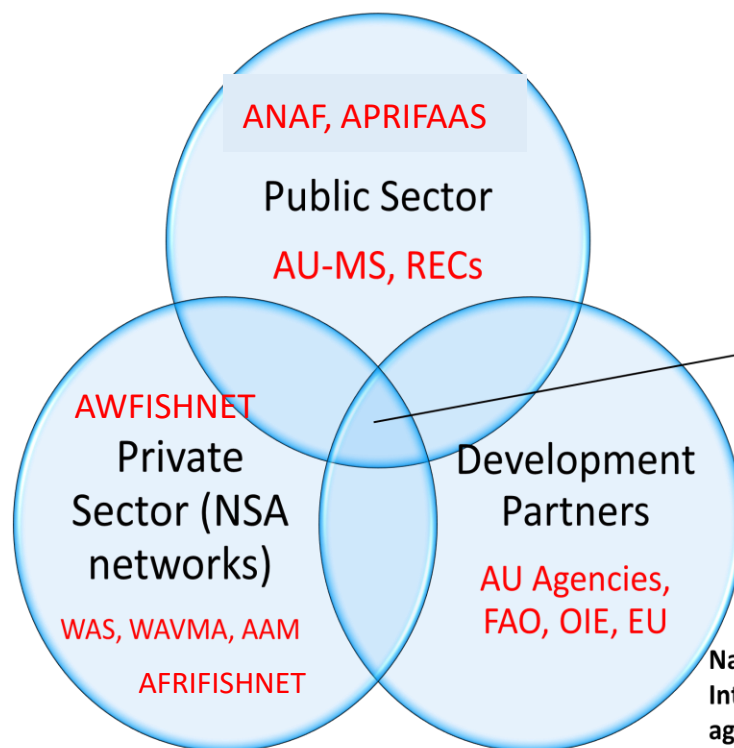 ANAF, APRIFAAS
Public Sector
AU-MS, RECs
AWFISHNET
Private
Sector (NSA
networks)
WAS, WAVMA, AAM
AFRIFISHNET
Development
Partners
AU Agencies,
FAO, OIE, EU